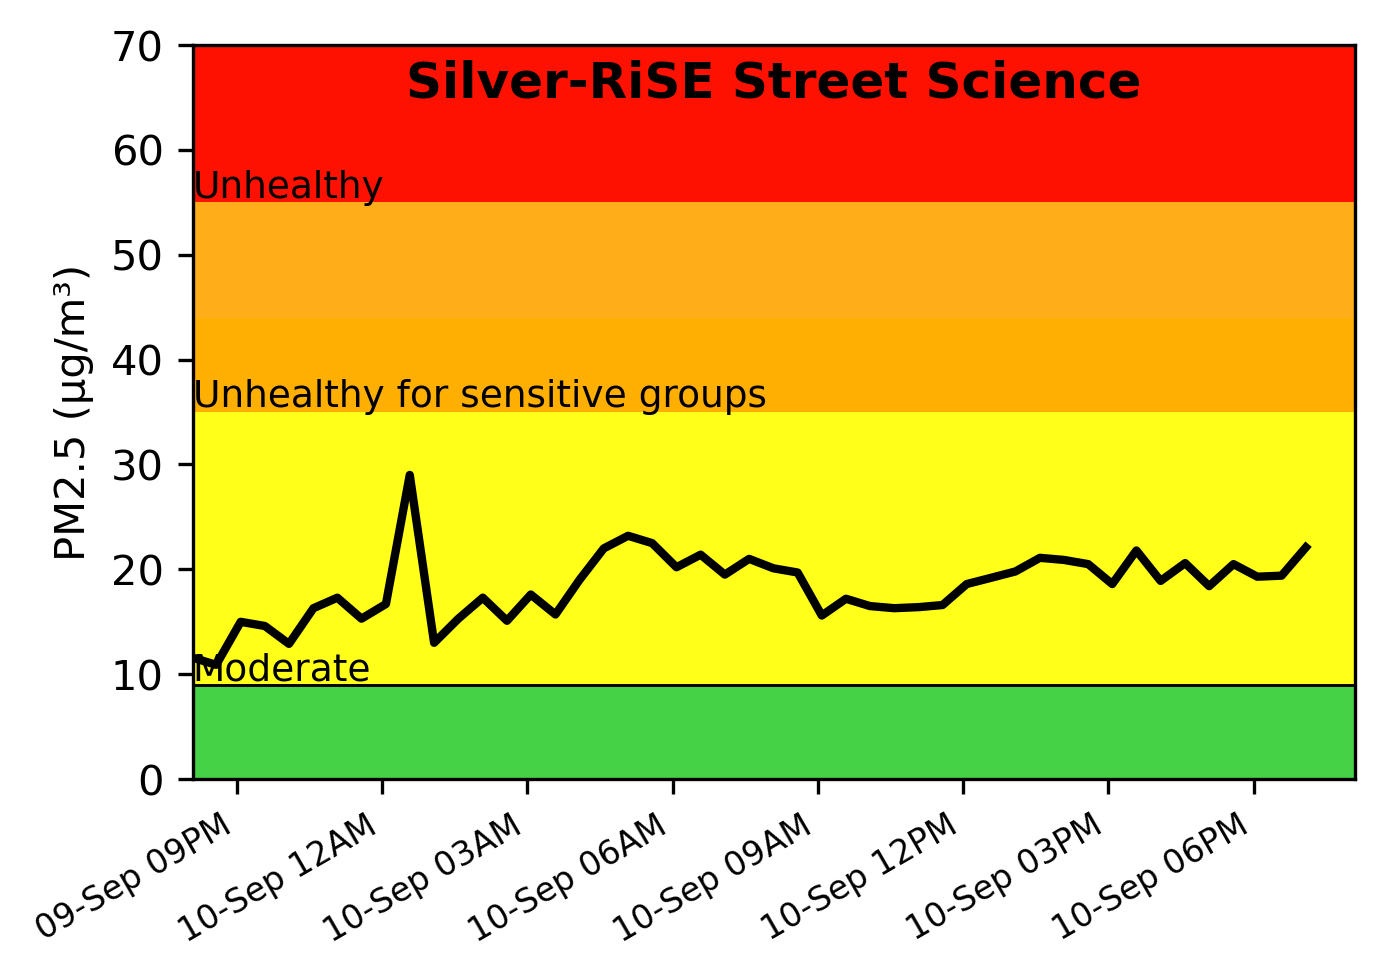 Silver-RiSE Street Science
70
60
50
40
30
20
10
0
PM2.5 (µg/m³)
Unhealthy
Unhealthy for sensitive groups
Moderate
09-Sep 09PM
10-Sep 12AM
10-Sep 03AM
10-Sep 06AM
10-Sep 09AM
10-Sep 12PM
10-Sep 03PM
10-Sep 06PM